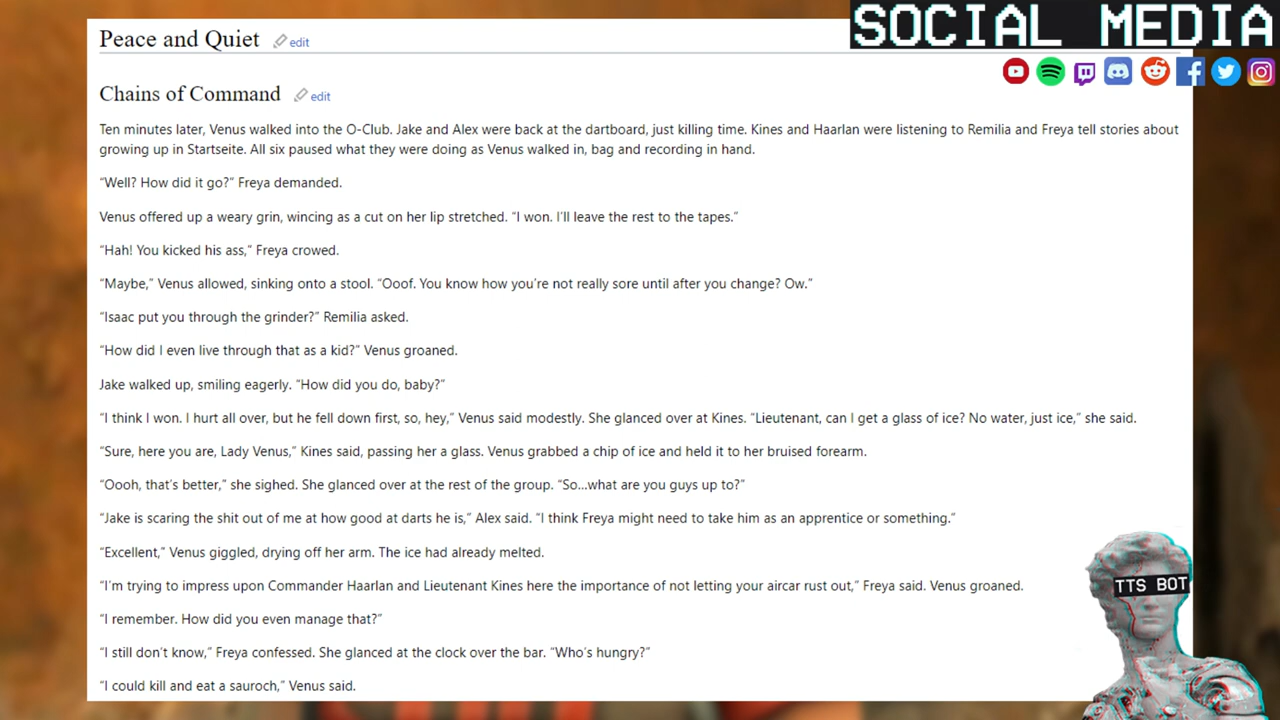 SOCIAL MEDIA
Peace and Quiet edit
Chains of Command edit
Ten minutes later, Venus walked into the O-Club. Jake and Alex were back at the dartboard, just killing time. Kines and Haarlan were listening to Remilia and Freya tell stories about
growing up in Startseite. All six paused what they were doing as Venus walked in, bag and recording in hand.
“Well? How did it go?” Freya demanded.
Venus offered up a weary grin, wincing as a cut on her lip stretched. “I won. I’ll leave the rest to the tapes.”
“Hah! You kicked his ass,” Freya crowed.
“Maybe,” Venus allowed, sinking onto a stool. “Ooof. You know how you’re not really sore until after you change? Ow.”
“Isaac put you through the grinder?” Remilia asked.
“How did I even live through that as a kid?” Venus groaned.
Jake walked up, smiling eagerly. “How did you do, baby?”
“I think I won. I hurt all over, but he fell down first, so, hey,” Venus said modestly. She glanced over at Kines. “Lieutenant, can I get a glass of ice? No water, just ice,” she said.
“Sure, here you are, Lady Venus,” Kines said, passing her a glass. Venus grabbed a chip of ice and held it to her bruised forearm.
“Oooh, that’s better,” she sighed. She glanced over at the rest of the group. “So…what are you guys up to?”
“Jake is scaring the shit out of me at how good at darts he is,” Alex said. “I think Freya might need to take him as an apprentice or something.”
“Excellent,” Venus giggled, drying off her arm. The ice had already melted.
“I’m trying to impress upon Commander Haarlan and Lieutenant Kines here the importance of not letting your aircar rust out,” Freya said. Venus groaned.
“I remember. How did you even manage that?”
“I still don’t know,” Freya confessed. She glanced at the clock over the bar. “Who’s hungry?”
“I could kill and eat a sauroch,” Venus said.
TTS BOT